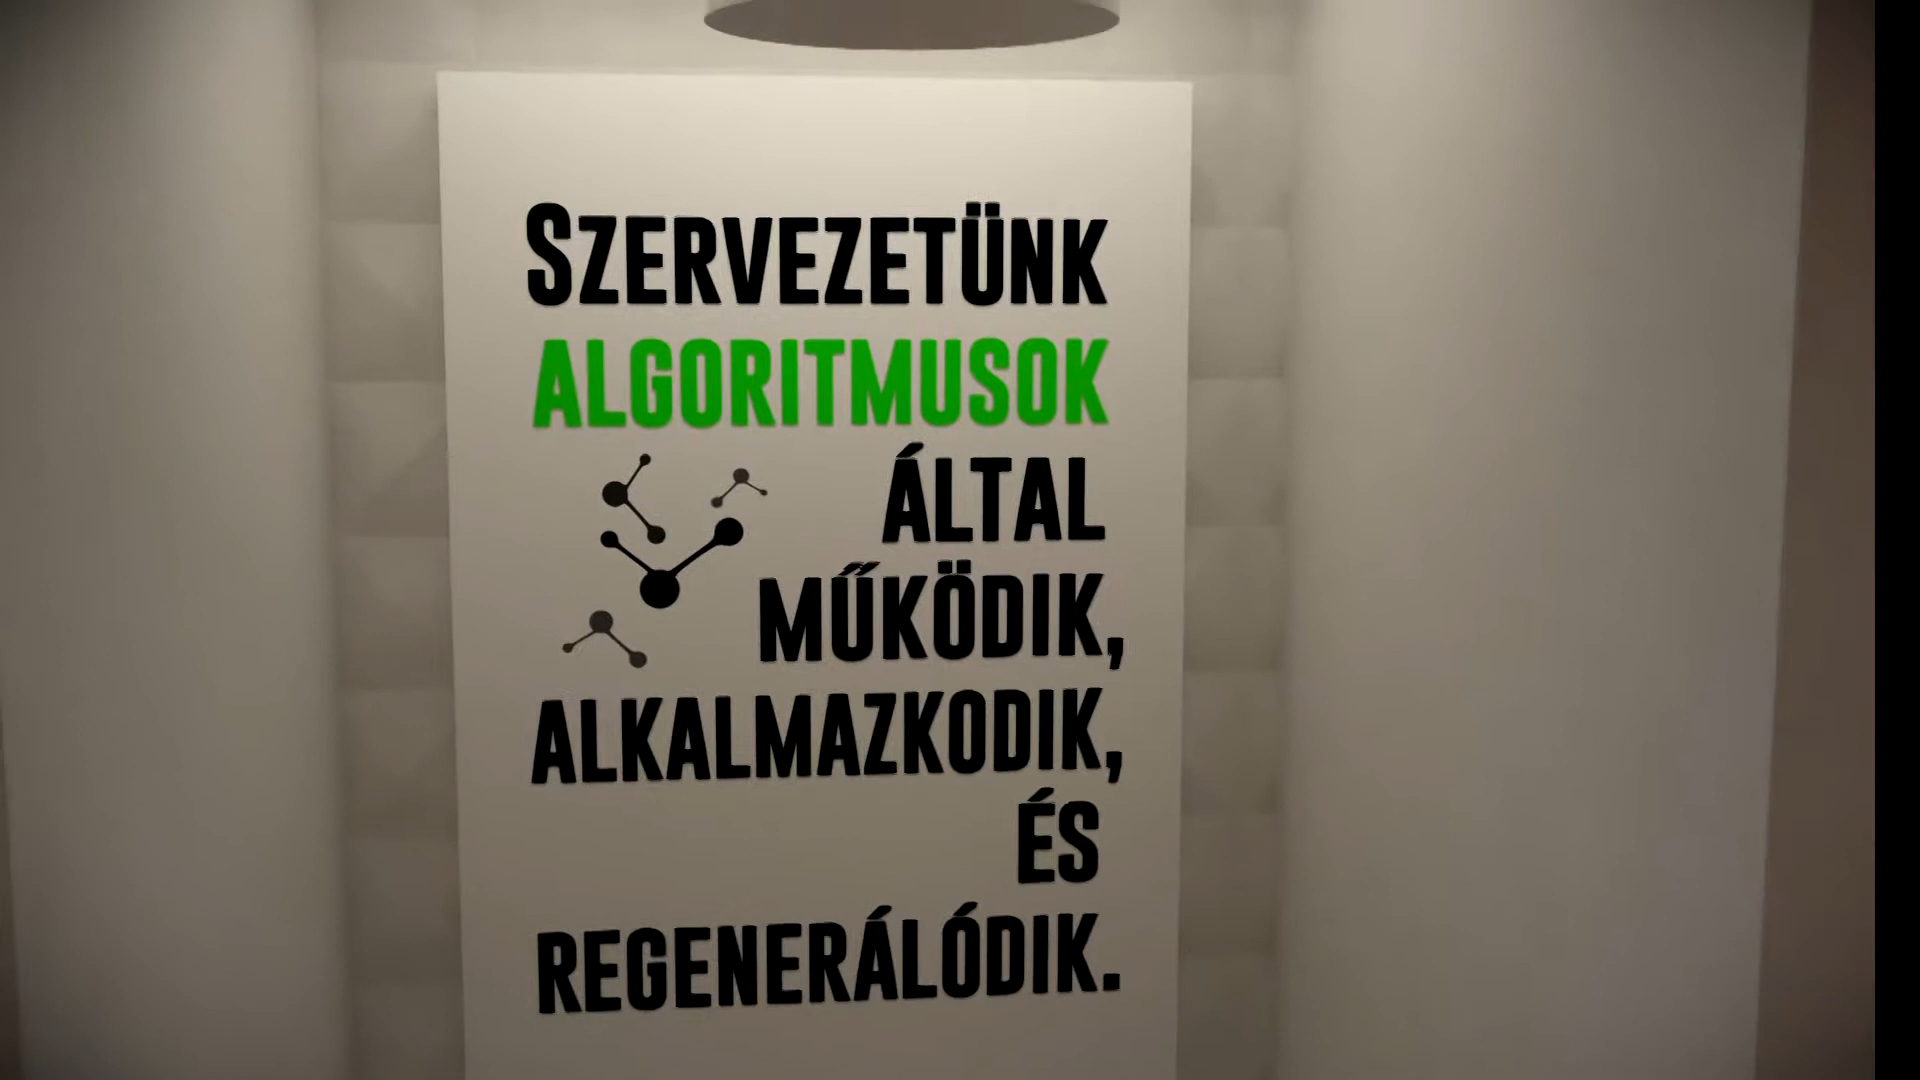 Szervezetünk
algoritmusok
által
működik,
alkalmazkodik,
és
regenerálódik.